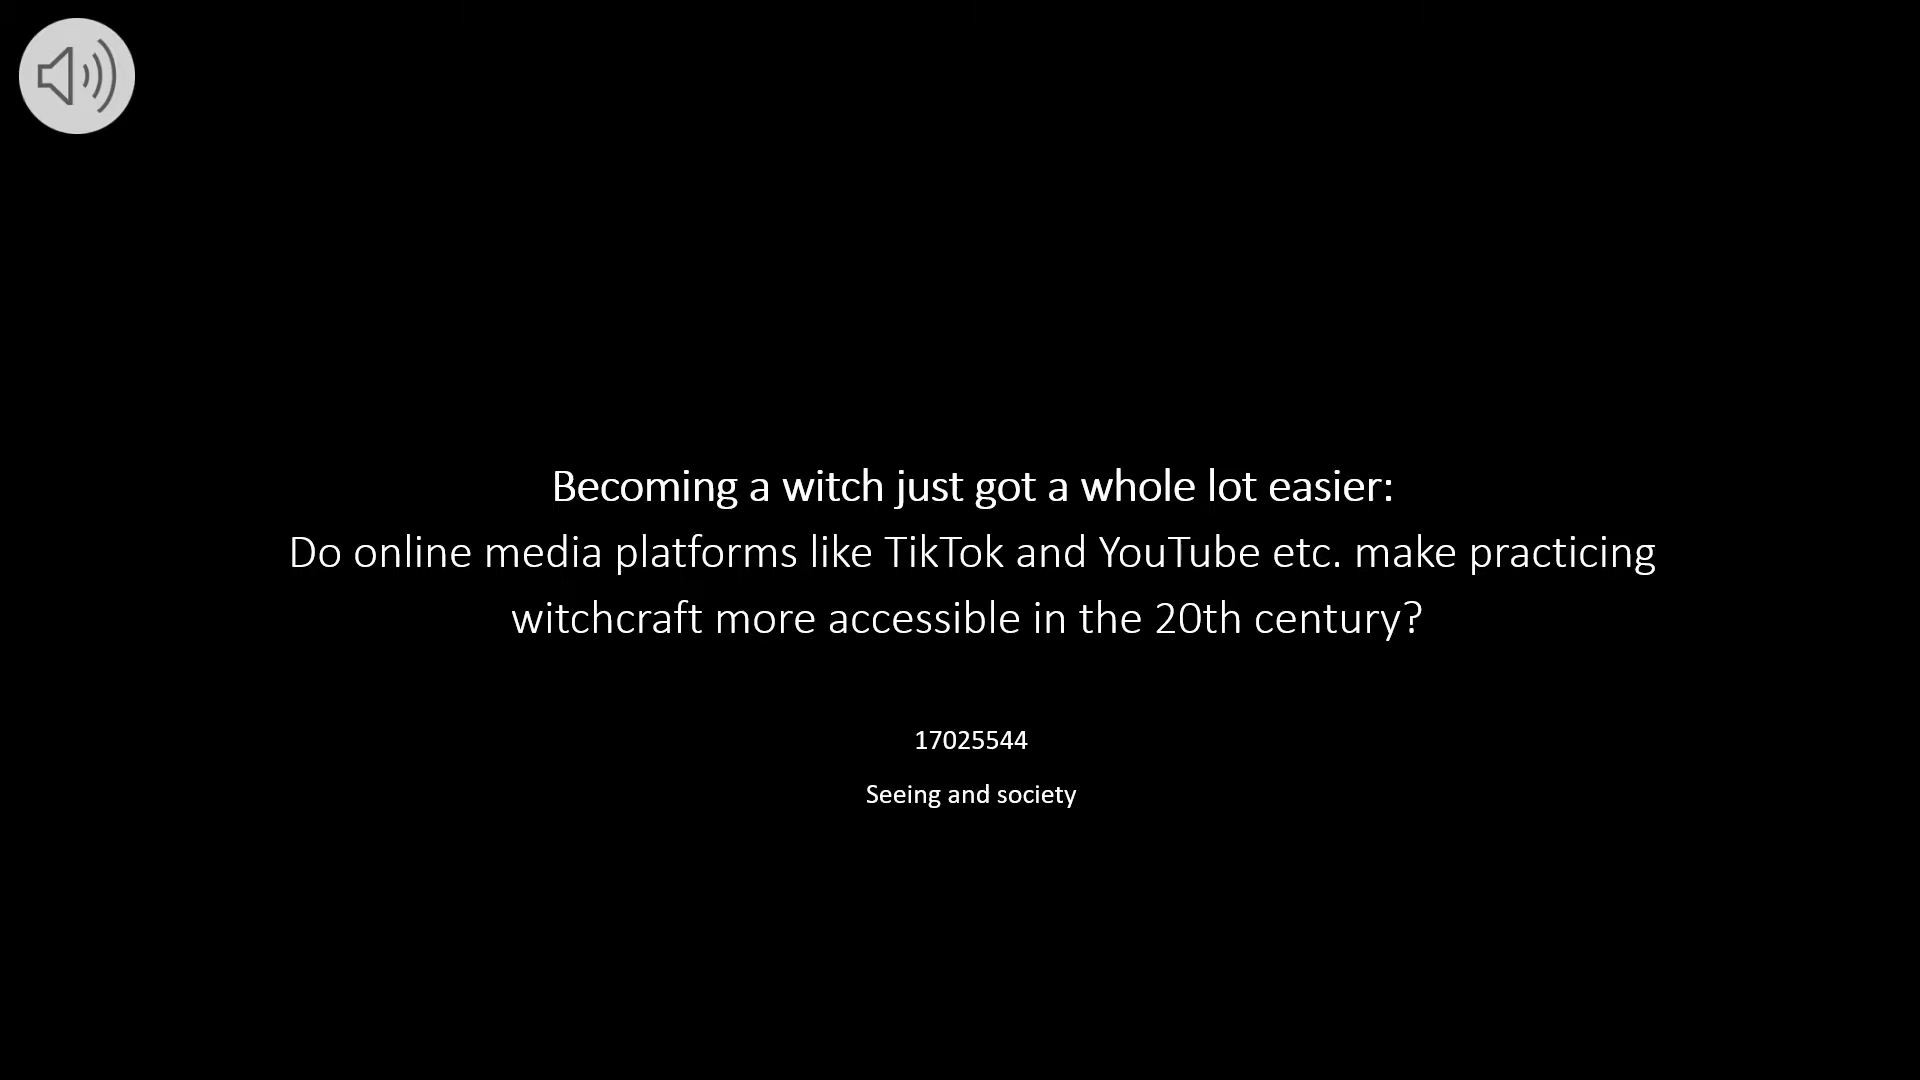 Becoming a witch just got a whole lot easier:
Do online media platforms like TikTok and YouTube etc. make practicing
witchcraft more accessible in the 20th century?
17025544
Seeing and society